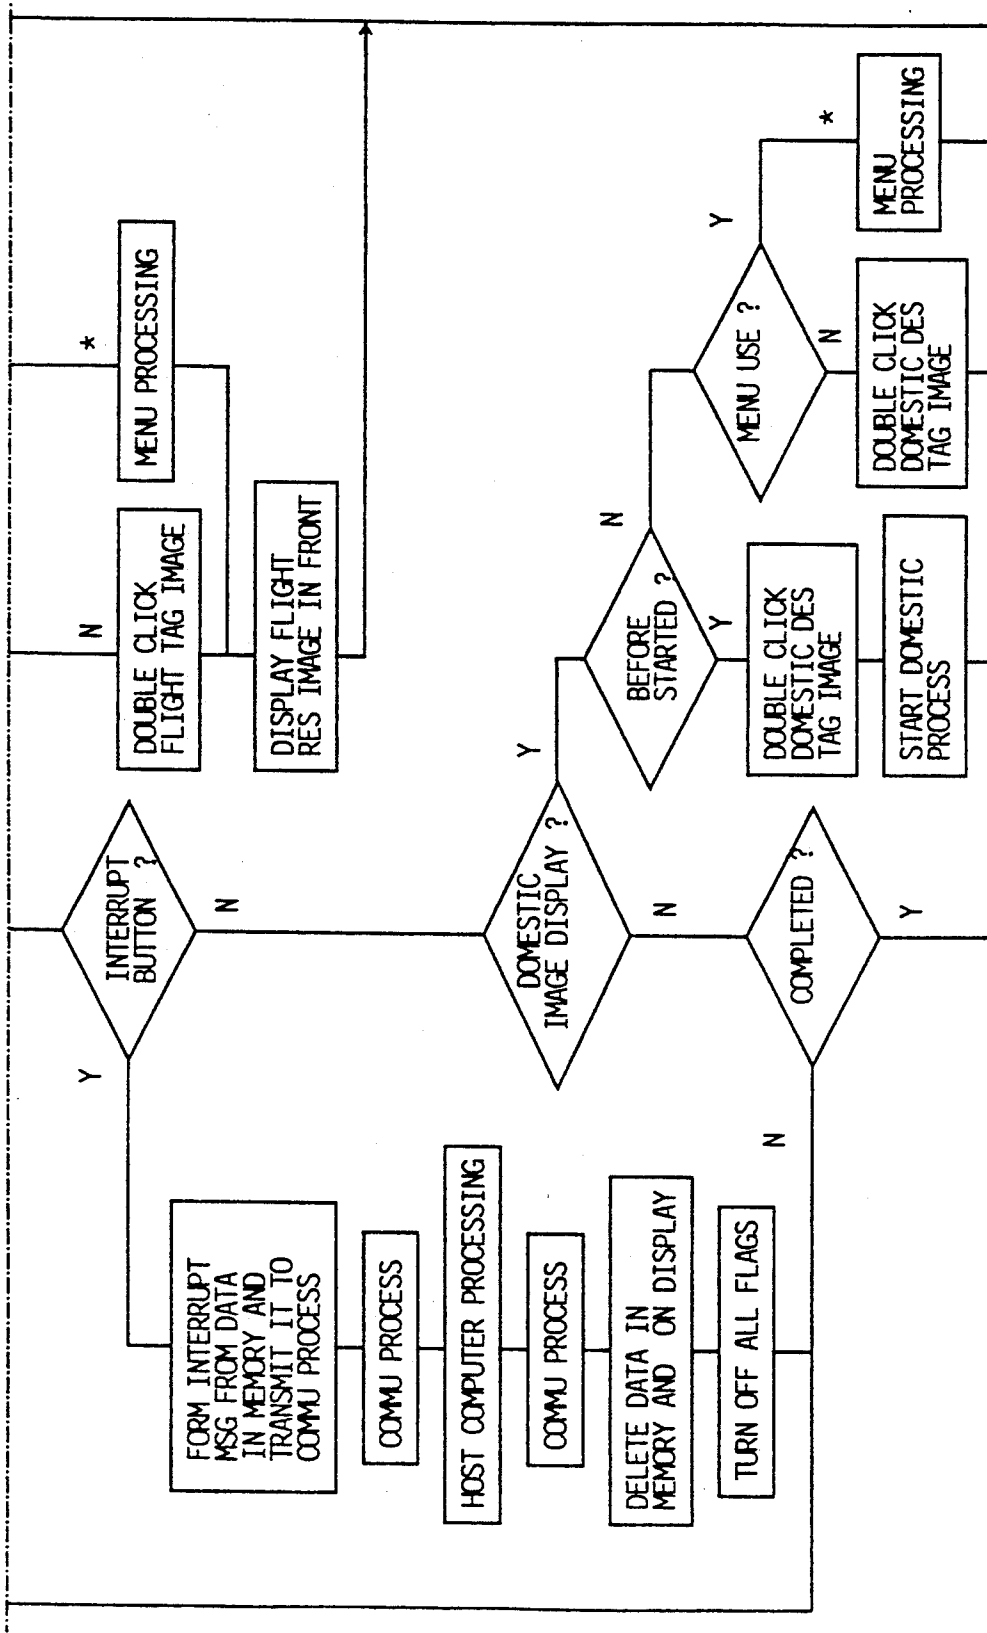 N
*
DOUBLE CLICK
FLIGHT TAG IMAGE
MENU PROCESSING
DISPLAY FLIGHT
RES IMAGE IN FRONT
INTERRUPT
BUTTON ?
Y
N
FORM INTERRUPT
MSG FROM DATA
IN MEMORY AND
TRANSMIT IT TO
COMMU PROCESS
COMMU PROCESS
HOST COMPUTER PROCESSING
COMMU PROCESS
DELETE DATA IN
MEMORY AND ON DISPLAY
TURN OFF ALL FLAGS
DOMESTIC
IMAGE DISPLAY ?
Y
N
BEFORE
STARTED ?
N
Y
MENU USE ?
Y
N
*
MENU
PROCESSING
DOUBLE CLICK
DOMESTIC DES
TAG IMAGE
DOUBLE CLICK
DOMESTIC DES
TAG IMAGE
START DOMESTIC
PROCESS
COMPLETED ?
N
Y